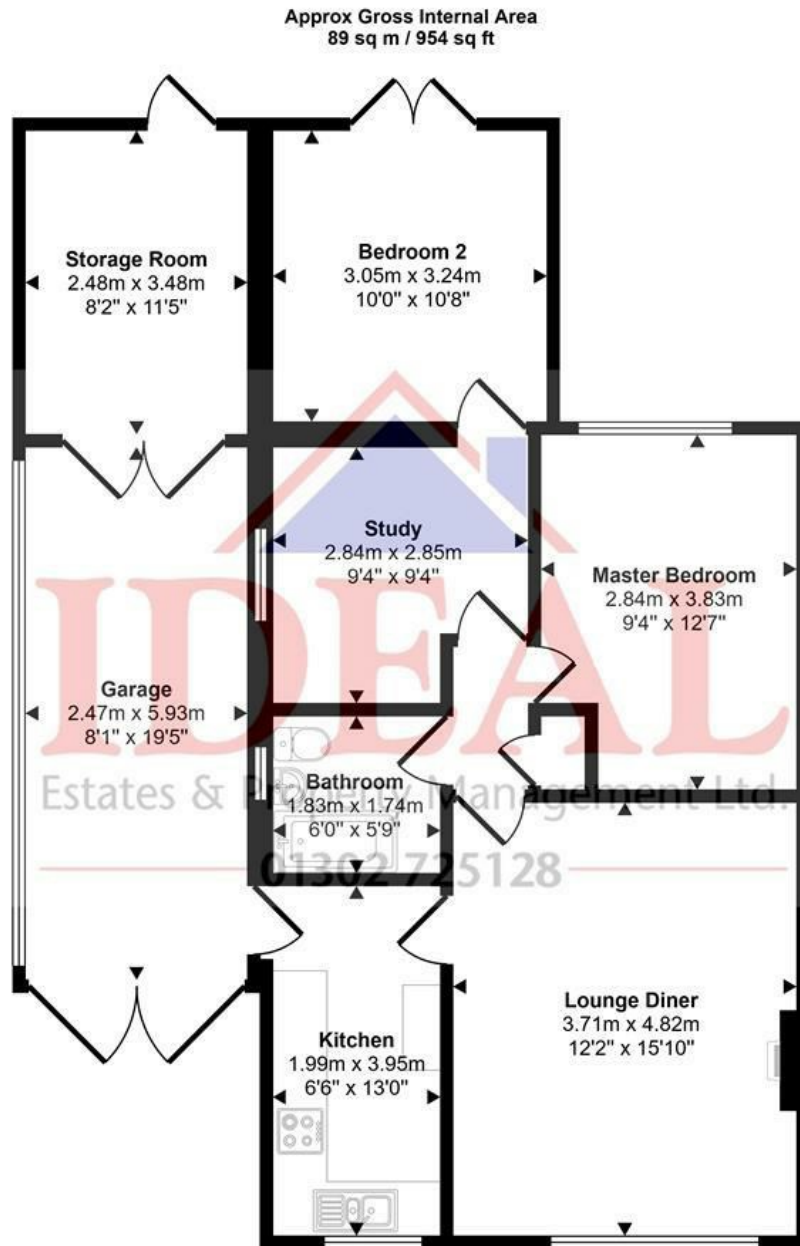 Approx Gross Internal Area
89 sq m / 954 sq ft
Storage Room
2.48m x 3.48m
8'2" x 11'5"
Bedroom 2
3.05m x 3.24m
10'0" x 10'8"
Study
2.84m x 2.85m
9'4" x 9'4"
Master Bedroom
2.84m x 3.83m
9'4" x 12'7"
IDEAL
Garage
2.47m x 5.93m
8'1" x 19'5"
Estates & Property Management Ltd.
Bathroom
1.83m x 1.74m
6'0" x 5'9"
01302 725128
Kitchen
1.99m x 3.95m
6'6" x 13'0"
Lounge Diner
3.71m x 4.82m
12'2" x 15'10"